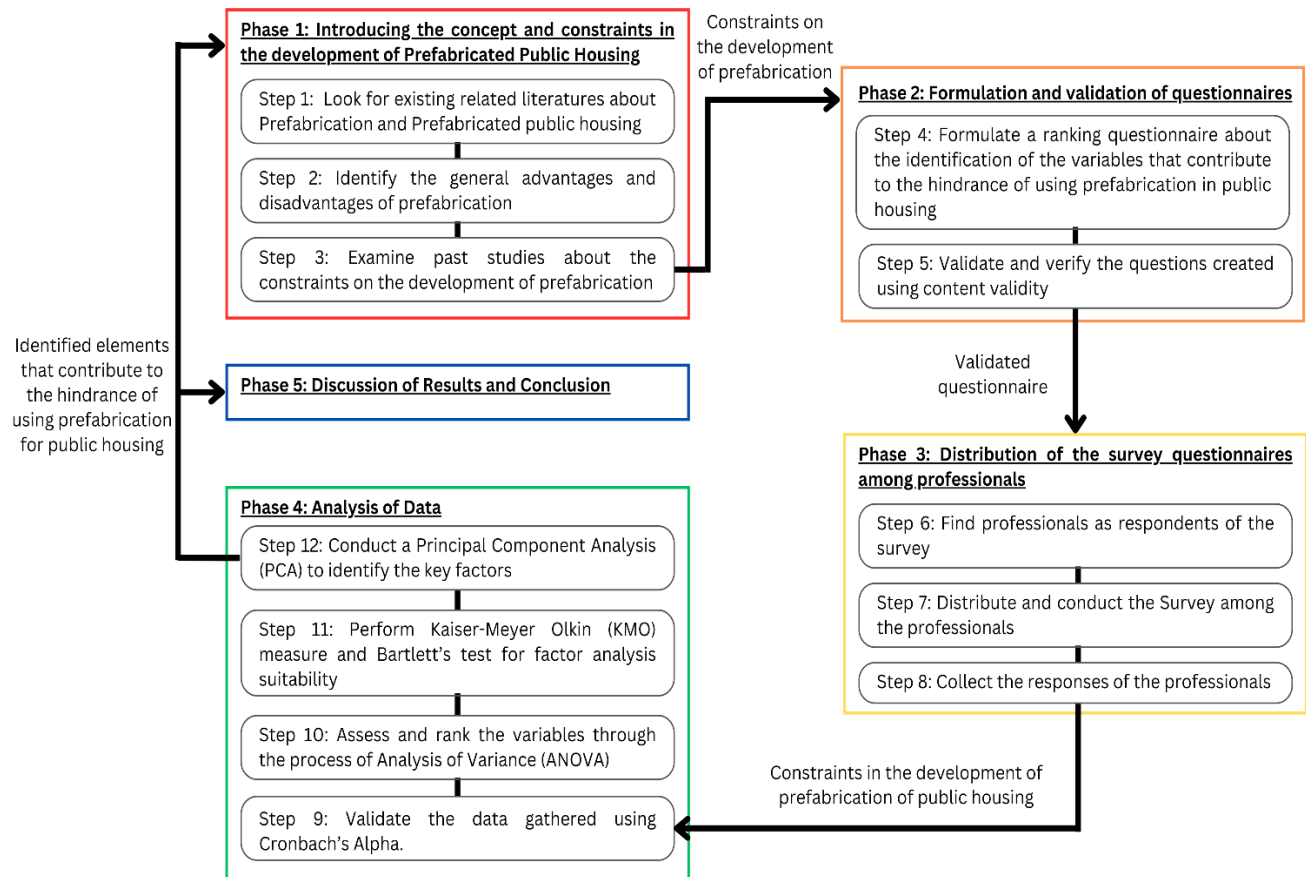 Phase 1: Introducing the concept and constraints in
the development of Prefabricated Public Housing
Step 1: Look for existing related literatures about
Prefabrication and Prefabricated public housing
Step 2: Identify the general advantages and
disadvantages of prefabrication
Step 3: Examine past studies about the
constraints on the development of prefabrication
Constraints on
the development
of prefabrication
Phase 2: Formulation and validation of questionnaires
Step 4: Formulate a ranking questionnaire about
the identification of the variables that contribute
to the hindrance of using prefabrication in public
housing
Step 5: Validate and verify the questions created
using content validity
Validated
questionnaire
Phase 3: Distribution of the survey questionnaires
among professionals
Step 6: Find professionals as respondents of the
survey
Step 7: Distribute and conduct the Survey among
the professionals
Step 8: Collect the responses of the professionals
Constraints in the development of
prefabrication of public housing
Phase 4: Analysis of Data
Step 12: Conduct a Principal Component Analysis
(PCA) to identify the key factors
Step 11: Perform Kaiser-Meyer Olkin (KMO)
measure and Bartlett’s test for factor analysis
suitability
Step 10: Assess and rank the variables through
the process of Analysis of Variance (ANOVA)
Step 9: Validate the data gathered using
Cronbach’s Alpha.
Identified elements
that contribute to
the hindrance of
using prefabrication
for public housing
Phase 5: Discussion of Results and Conclusion